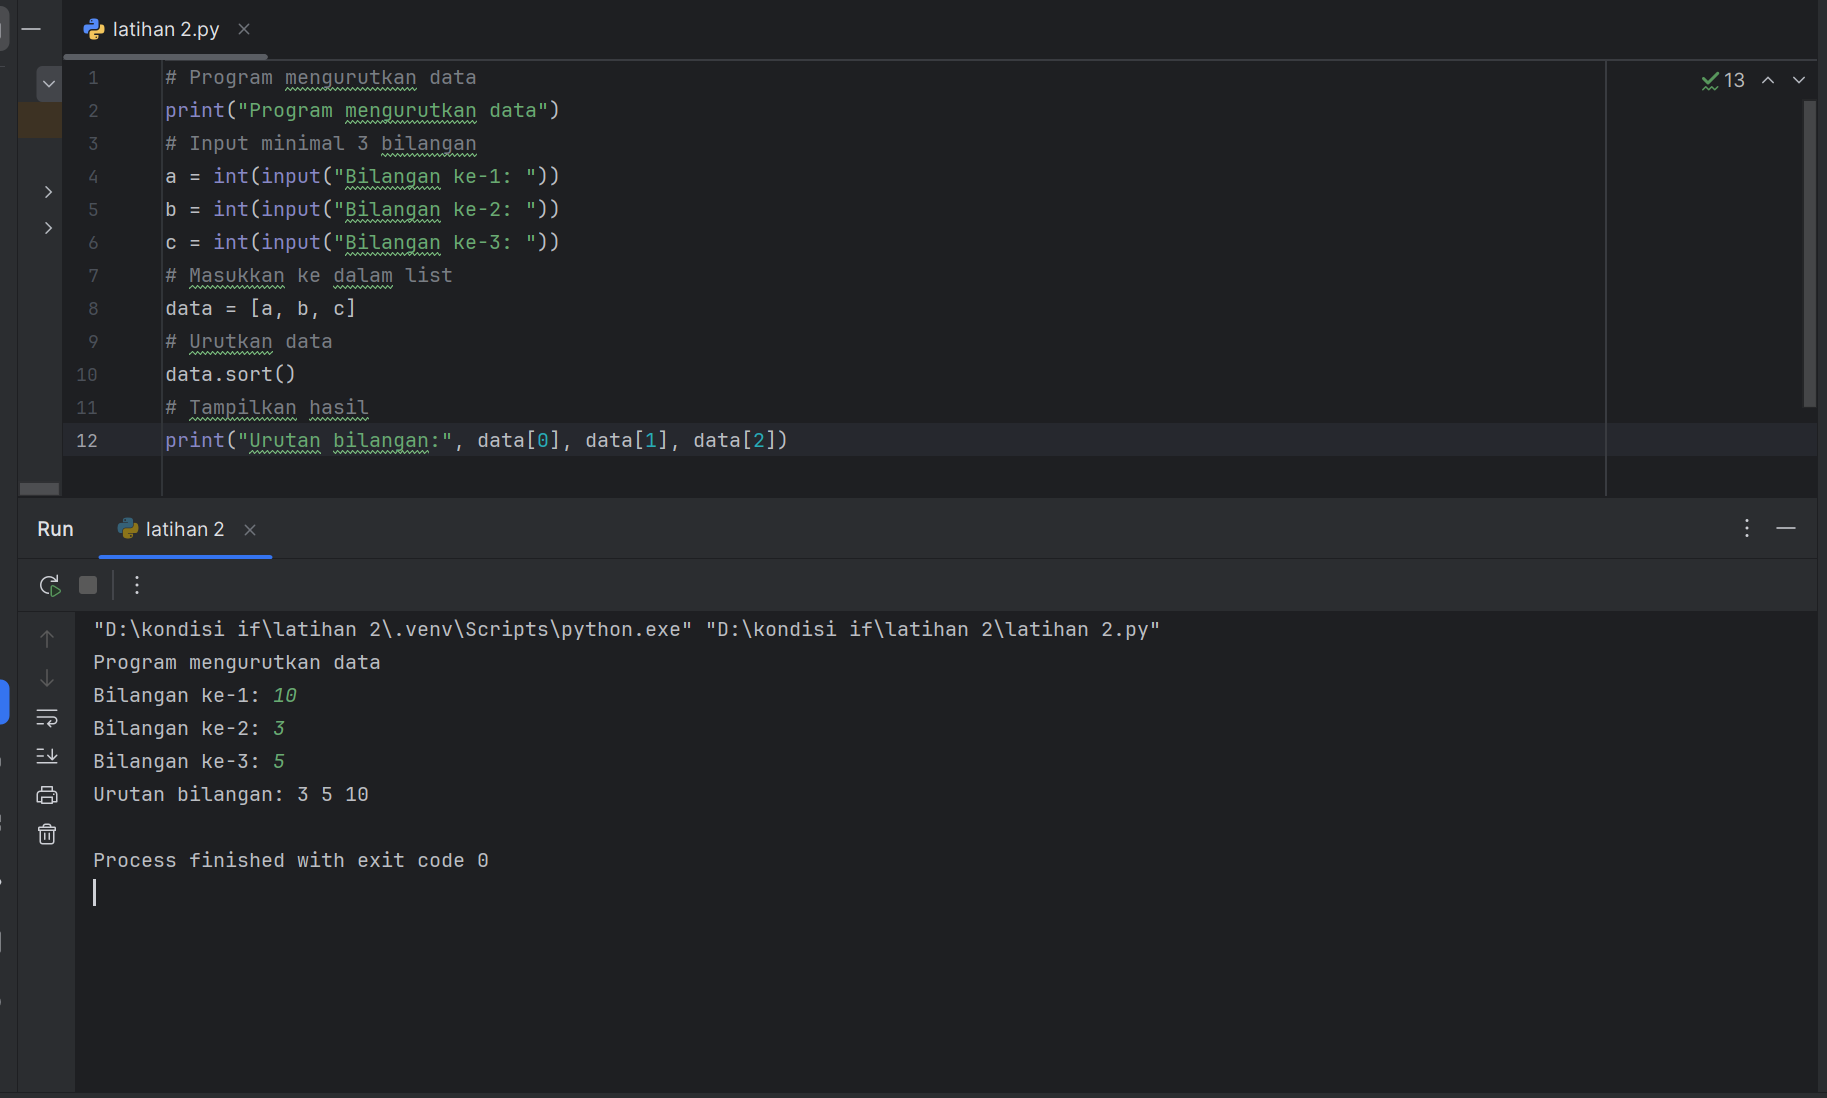 latihan 2.py
13
1 # Program mengurutkan data
2 print("Program mengurutkan data")
3 # Input minimal 3 bilangan
4 a = int(input("Bilangan ke-1: "))
5 b = int(input("Bilangan ke-2: "))
6 c = int(input("Bilangan ke-3: "))
7 # Masukkan ke dalam list
8 data = [a, b, c]
9 # Urutkan data
10 data.sort()
11 # Tampilkan hasil
12 print("Urutan bilangan:", data[0], data[1], data[2])
Run latihan 2
"D:\kondisi if\latihan 2\.venv\Scripts\python.exe" "D:\kondisi if\latihan 2\latihan 2.py"
Program mengurutkan data
Bilangan ke-1: 10
Bilangan ke-2: 3
Bilangan ke-3: 5
Urutan bilangan: 3 5 10
Process finished with exit code 0